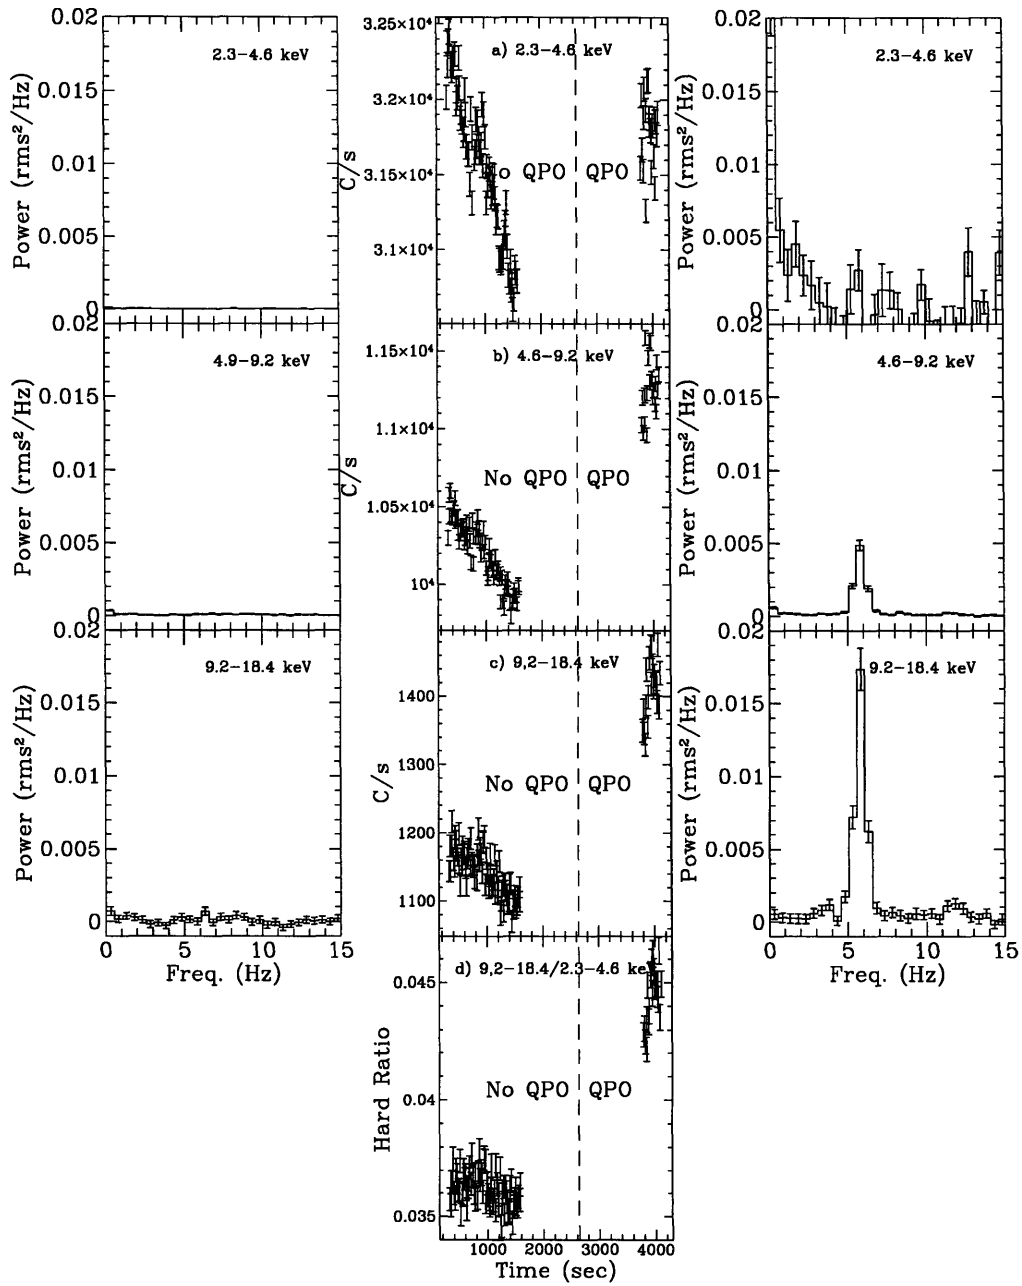 0.02
0.015
0.01
0.005
0
Power (rms²/Hz)
2.3−4.6 keV
0.02
0.015
0.01
0.005
0
Power (rms²/Hz)
4.9−9.2 keV
0.02
0.015
0.01
0.005
0
Power (rms²/Hz)
9.2−18.4 keV
0 5 10 15
Freq. (Hz)
3.25×10⁴
3.2×10⁴
3.15×10⁴
3.1×10⁴
C/s
a) 2.3−4.6 keV
o QPO QPO
1.15×10⁴
1.1×10⁴
1.05×10⁴
10⁴
C/s
b) 4.6−9.2 keV
No QPO QPO
1400
1300
1200
1100
C/s
c) 9,2−18.4 keV
No QPO QPO
0.045
0.04
0.035
Hard Ratio
d) 9,2−18.4/2.3−4.6 keV
No QPO QPO
1000 2000 3000 4000
Time (sec)
0.02
0.015
0.01
0.005
0
Power (rms²/Hz)
2.3−4.6 keV
0.02
0.015
0.01
0.005
0
Power (rms²/Hz)
4.6−9.2 keV
0.02
0.015
0.01
0.005
0
Power (rms²/Hz)
9.2−18.4 keV
0 5 10 15
Freq. (Hz)